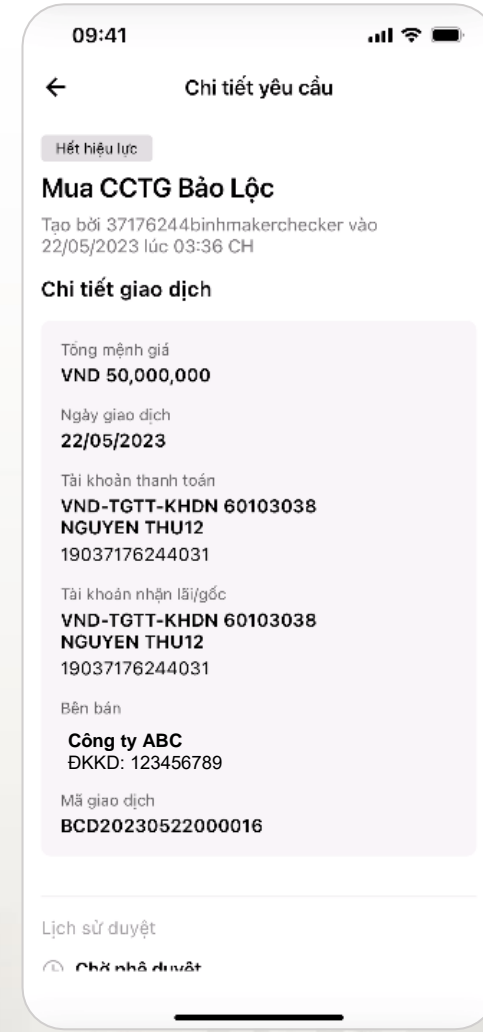 09:41
Chi tiết yêu cầu
Hết hiệu lực
Mua CCTG Bảo Lộc
Tạo bởi 37176244binhmakerchecker vào
22/05/2023 lúc 03:36 CH
Chi tiết giao dịch
Tổng mệnh giá
VND 50,000,000
Ngày giao dịch
22/05/2023
Tài khoản thanh toán
VND-TGTT-KHDN 60103038
NGUYEN THU12
19037176244031
Tài khoản nhận lãi/gốc
VND-TGTT-KHDN 60103038
NGUYEN THU12
19037176244031
Bên bán
Công ty ABC
ĐKKD: 123456789
Mã giao dịch
BCD20230522000016
Lịch sử duyệt
Chờ phê duyệt